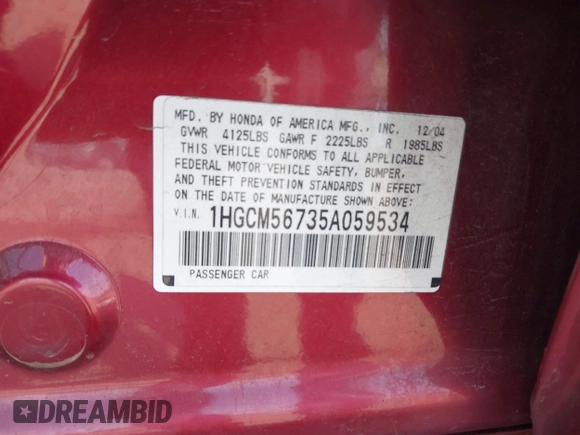 MFD. BY HONDA OF AMERICA MFG., INC. 12/04
GVWR 4125LBS GAWR F 2225LBS R 1985LBS
THIS VEHICLE CONFORMS TO ALL APPLICABLE
FEDERAL MOTOR VEHICLE SAFETY, BUMPER,
AND THEFT PREVENTION STANDARDS IN EFFECT
ON THE DATE OF MANUFACTURE SHOWN ABOVE:
V.I.N. 1HGCM56735A059534
PASSENGER CAR
DREAMBID